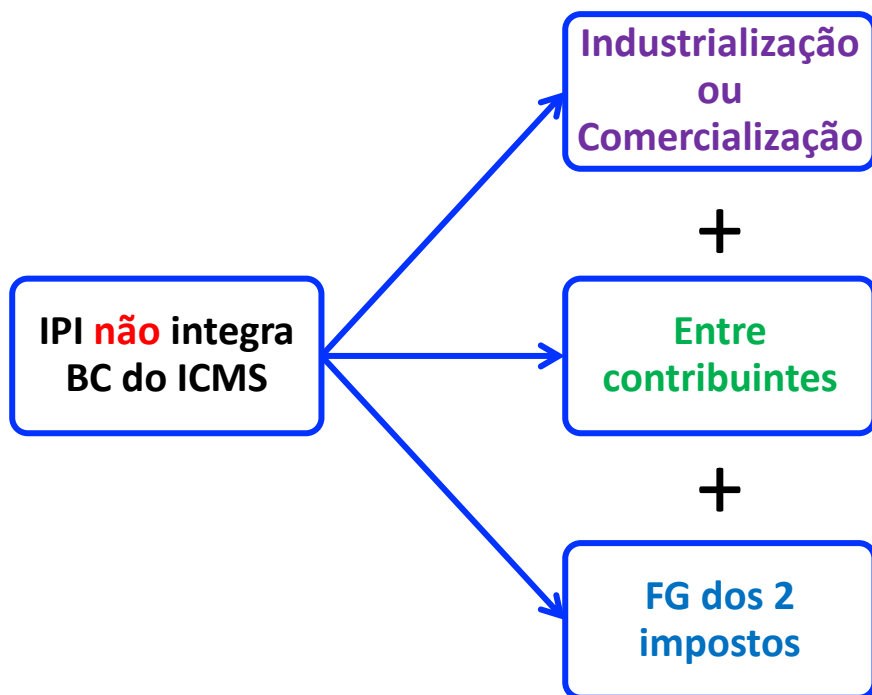 Industrialização
ou
Comercialização
+
IPI não integra
BC do ICMS
Entre
contribuintes
+
FG dos 2
impostos